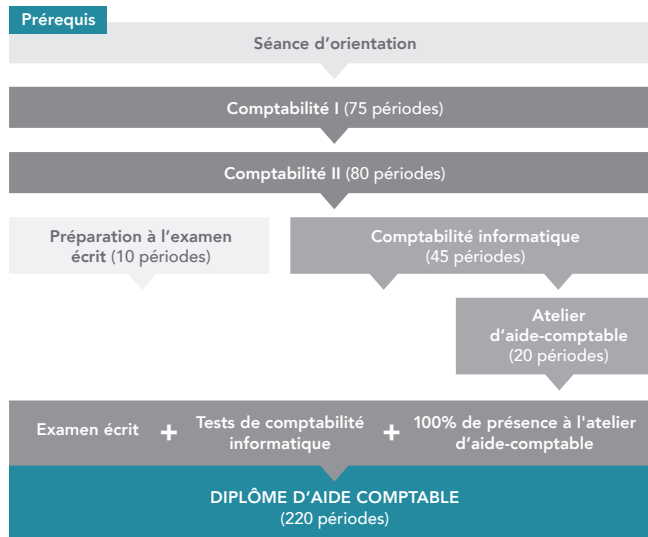 Prérequis
Séance d'orientation
Comptabilité I (75 périodes)
Comptabilité II (80 périodes)
Préparation à l'examen
écrit (10 périodes)
Comptabilité informatique
(45 périodes)
Atelier
d'aide-comptable
(20 périodes)
Examen écrit + Tests de comptabilité
informatique + 100% de présence à l'atelier
d'aide-comptable
DIPLÔME D'AIDE COMPTABLE
(220 périodes)